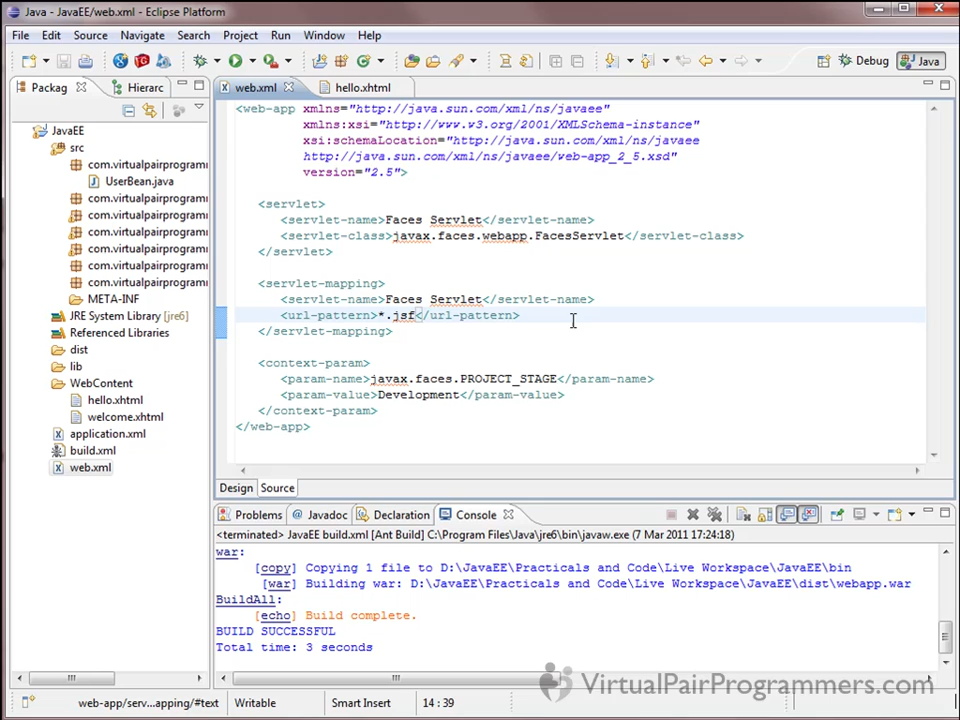 Java - JavaEE/web.xml - Eclipse Platform
File Edit Source Navigate Search Project Run Window Help
Debug Java
Packag Hierarc web.xml hello.xhtml
JavaEE
src
com.virtualpairprogramm
UserBean.java
com.virtualpairprogramm
com.virtualpairprogramm
com.virtualpairprogramm
com.virtualpairprogramm
com.virtualpairprogramm
com.virtualpairprogramm
META-INF
JRE System Library [jre6]
Referenced Libraries
dist
lib
WebContent
hello.xhtml
welcome.xhtml
application.xml
build.xml
web.xml
<web-app xmlns="http://java.sun.com/xml/ns/javaee"
xmlns:xsi="http://www.w3.org/2001/XMLSchema-instance"
xsi:schemaLocation="http://java.sun.com/xml/ns/javaee
http://java.sun.com/xml/ns/javaee/web-app_2_5.xsd"
version="2.5">
<servlet>
<servlet-name>Faces Servlet</servlet-name>
<servlet-class>javax.faces.webapp.FacesServlet</servlet-class>
</servlet>
<servlet-mapping>
<servlet-name>Faces Servlet</servlet-name>
<url-pattern>*.jsf</url-pattern>
</servlet-mapping>
<context-param>
<param-name>javax.faces.PROJECT_STAGE</param-name>
<param-value>Development</param-value>
</context-param>
</web-app>
Design Source
Problems @ Javadoc Declaration Console
<terminated> JavaEE build.xml [Ant Build] C:\Program Files\Java\jre6\bin\javaw.exe (7 Mar 2011 17:24:18)
war:
[copy] Copying 1 file to D:\JavaEE\Practicals and Code\Live Workspace\JavaEE\bin
[war] Building war: D:\JavaEE\Practicals and Code\Live Workspace\JavaEE\dist\webapp.war
BuildAll:
[echo] Build complete.
BUILD SUCCESSFUL
Total time: 3 seconds
VirtualPairProgrammers.com
web-app/serv...apping/#text Writable Smart Insert 14 : 39